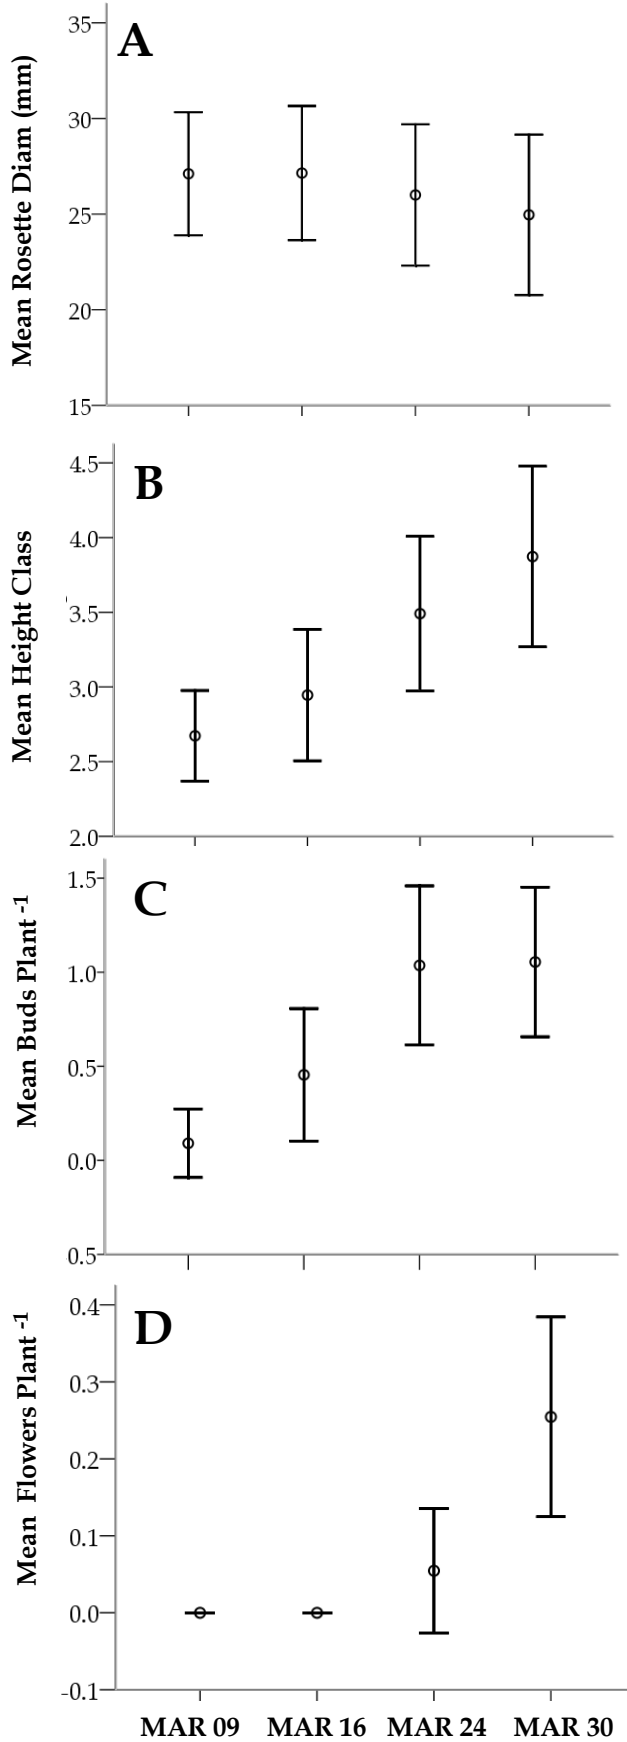 A
Mean Rosette Diam (mm)
35
30
25
20
15
B
Mean Height Class
4.5
4.0
3.5
3.0
2.5
2.0
C
Mean Buds Plant -1
1.5
1.0
0.5
0.0
0.5
D
Mean Flowers Plant -1
0.4
0.3
0.2
0.1
0.0
-0.1
MAR 09 MAR 16 MAR 24 MAR 30